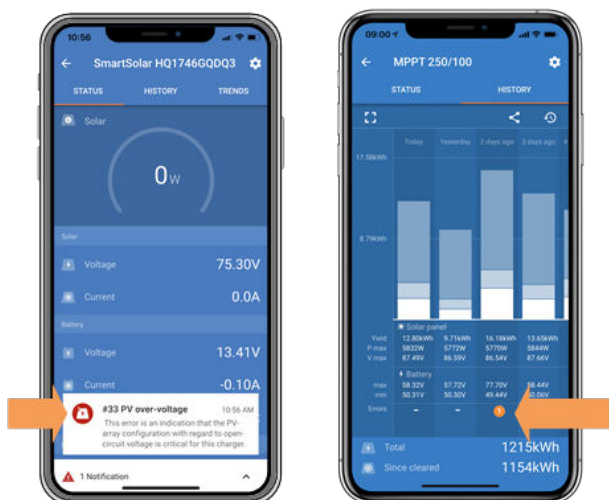 10:56
SmartSolar HQ1746GQDQ3
STATUS HISTORY TRENDS
Solar
0W
Solar
Voltage 75.30V
Current 0.0A
Battery
Voltage 13.41V
Current -0.10A
#33 PV over-voltage 10:56 AM
This error is an indication that the PV-
array configuration with regard to open-
circuit voltage is critical for this charger.
1 Notification
09:00
MPPT 250/100
STATUS HISTORY
Today Yesterday 2 days ago 3 days ago 4
17.58kWh
8.79kWh
Solar panel
Yield 12.80kWh 9.71kWh 16.18kWh 13.65kWh
P max 5832W 5772W 5770W 5844W
V max 87.49V 86.59V 86.54V 87.66V
Battery
max 58.32V 57.72V 77.70V 58.44V
min 50.31V 50.30V 49.44V
Errors - - 1
Total 1215kWh
Since cleared 1154kWh